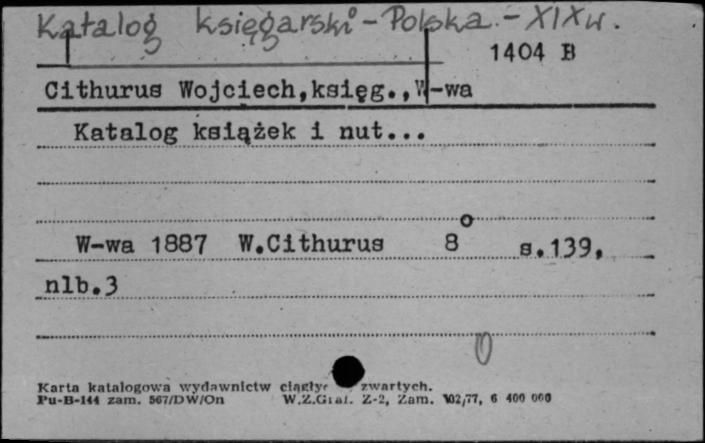 Katalog księgarski - Polska. - XIX w.
1404 B
Cithurus Wojciech,księg.,W-wa
Katalog książek i nut...
W-wa 1887 W.Cithurus 8° s.139,
nlb.3
0
Karta katalogowa wydawnictw zwartych.
Pu-B-144 zam. 567/DW/On W.Z.Graf. Z-2, Zam. 102/77, 6 400 000